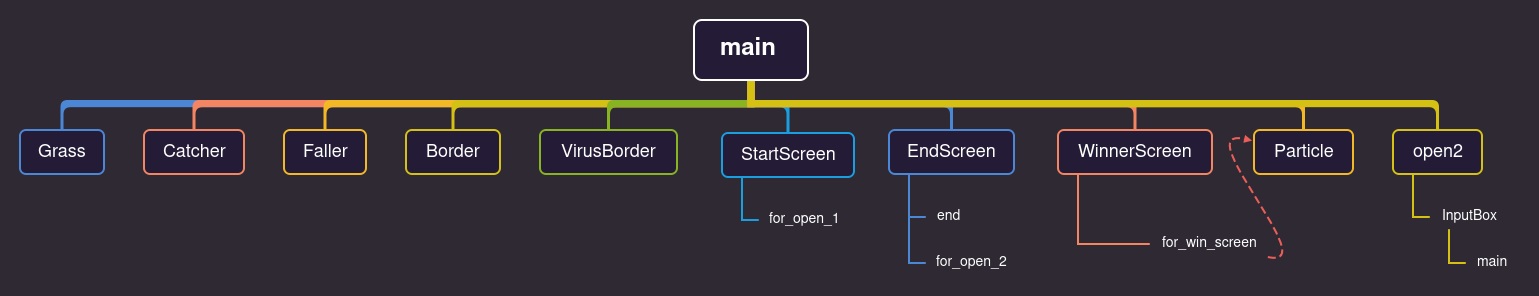 main
Grass
Catcher
Faller
Border
VirusBorder
StartScreen
EndScreen
WinnerScreen
Particle
open2
for_open_1
end
for_open_2
for_win_screen
InputBox
main